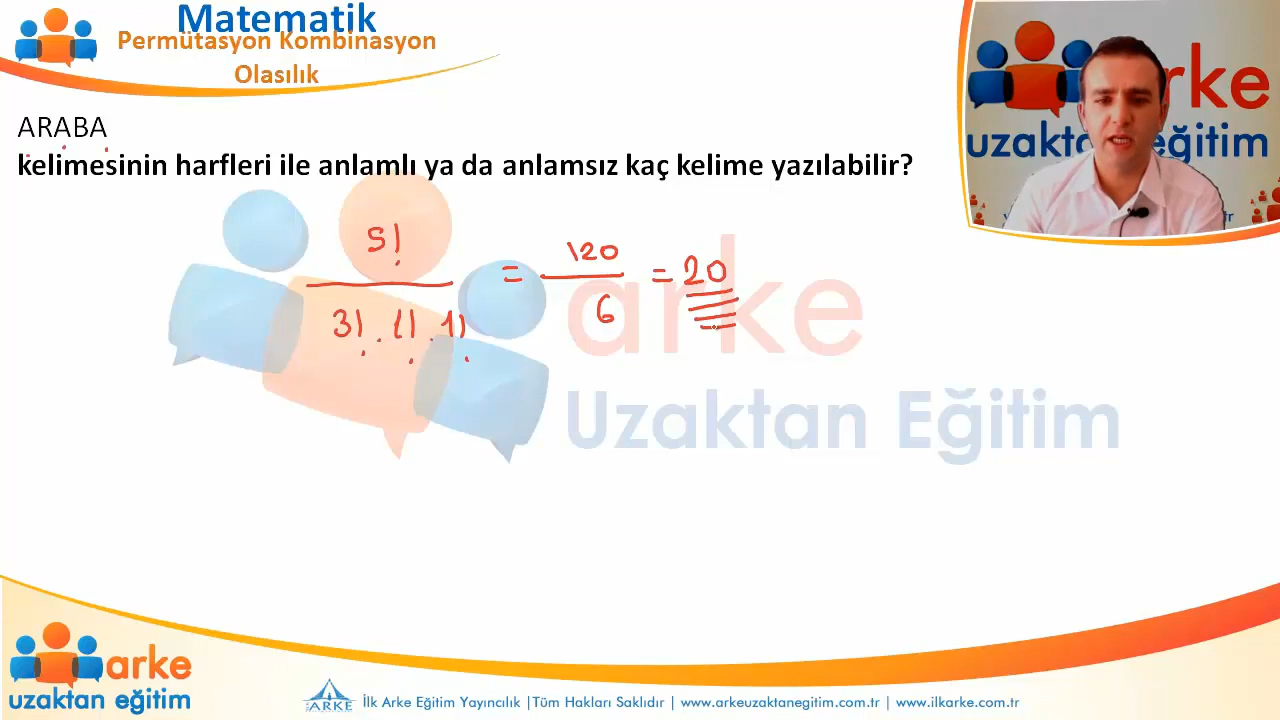 Matematik
Permütasyon Kombinasyon
Olasılık
arke
uzaktan eğitim
ARABA
kelimesinin harfleri ile anlamlı ya da anlamsız kaç kelime yazılabilir?
5! / 3! . 1! . 1! = 120 / 6 = 20
arke
Uzaktan Eğitim
arke
uzaktan eğitim
ARKE İlk Arke Eğitim Yayıncılık |Tüm Hakları Saklıdır | www.arkeuzaktanegitim.com.tr | www.ilkarke.com.tr